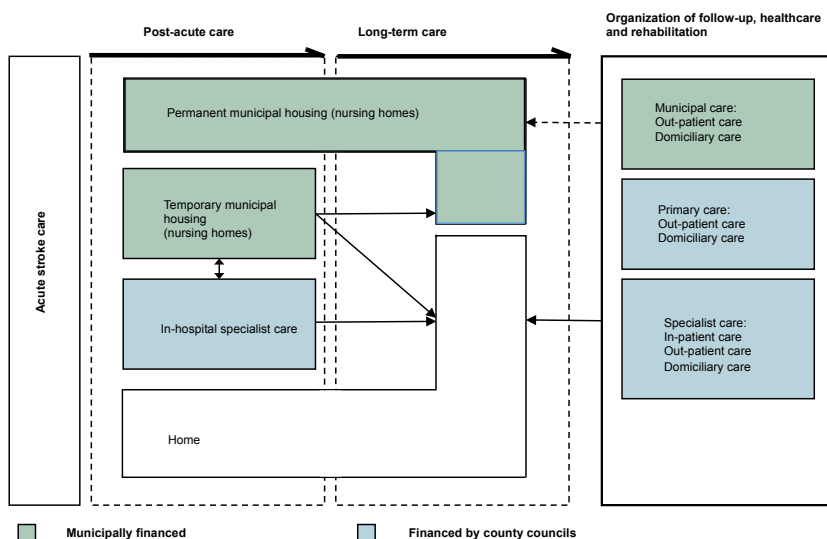 Post-acute care
Long-term care
Organization of follow-up, healthcare
and rehabilitation
Acute stroke care
Permanent municipal housing (nursing homes)
Temporary municipal
housing
(nursing homes)
In-hospital specialist care
Home
Municipal care:
Out-patient care
Domiciliary care
Primary care:
Out-patient care
Domiciliary care
Specialist care:
In-patient care
Out-patient care
Domiciliary care
Municipally financed
Financed by county councils